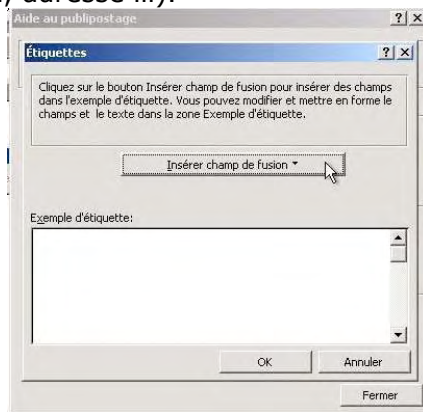 , adresse ...).
Aide au publipostage
Étiquettes
Cliquez sur le bouton Insérer champ de fusion pour insérer des champs
dans l'exemple d'étiquette. Vous pouvez modifier et mettre en forme le
champs et le texte dans la zone Exemple d'étiquette.
Insérer champ de fusion
Exemple d'étiquette:
OK
Annuler
Fermer